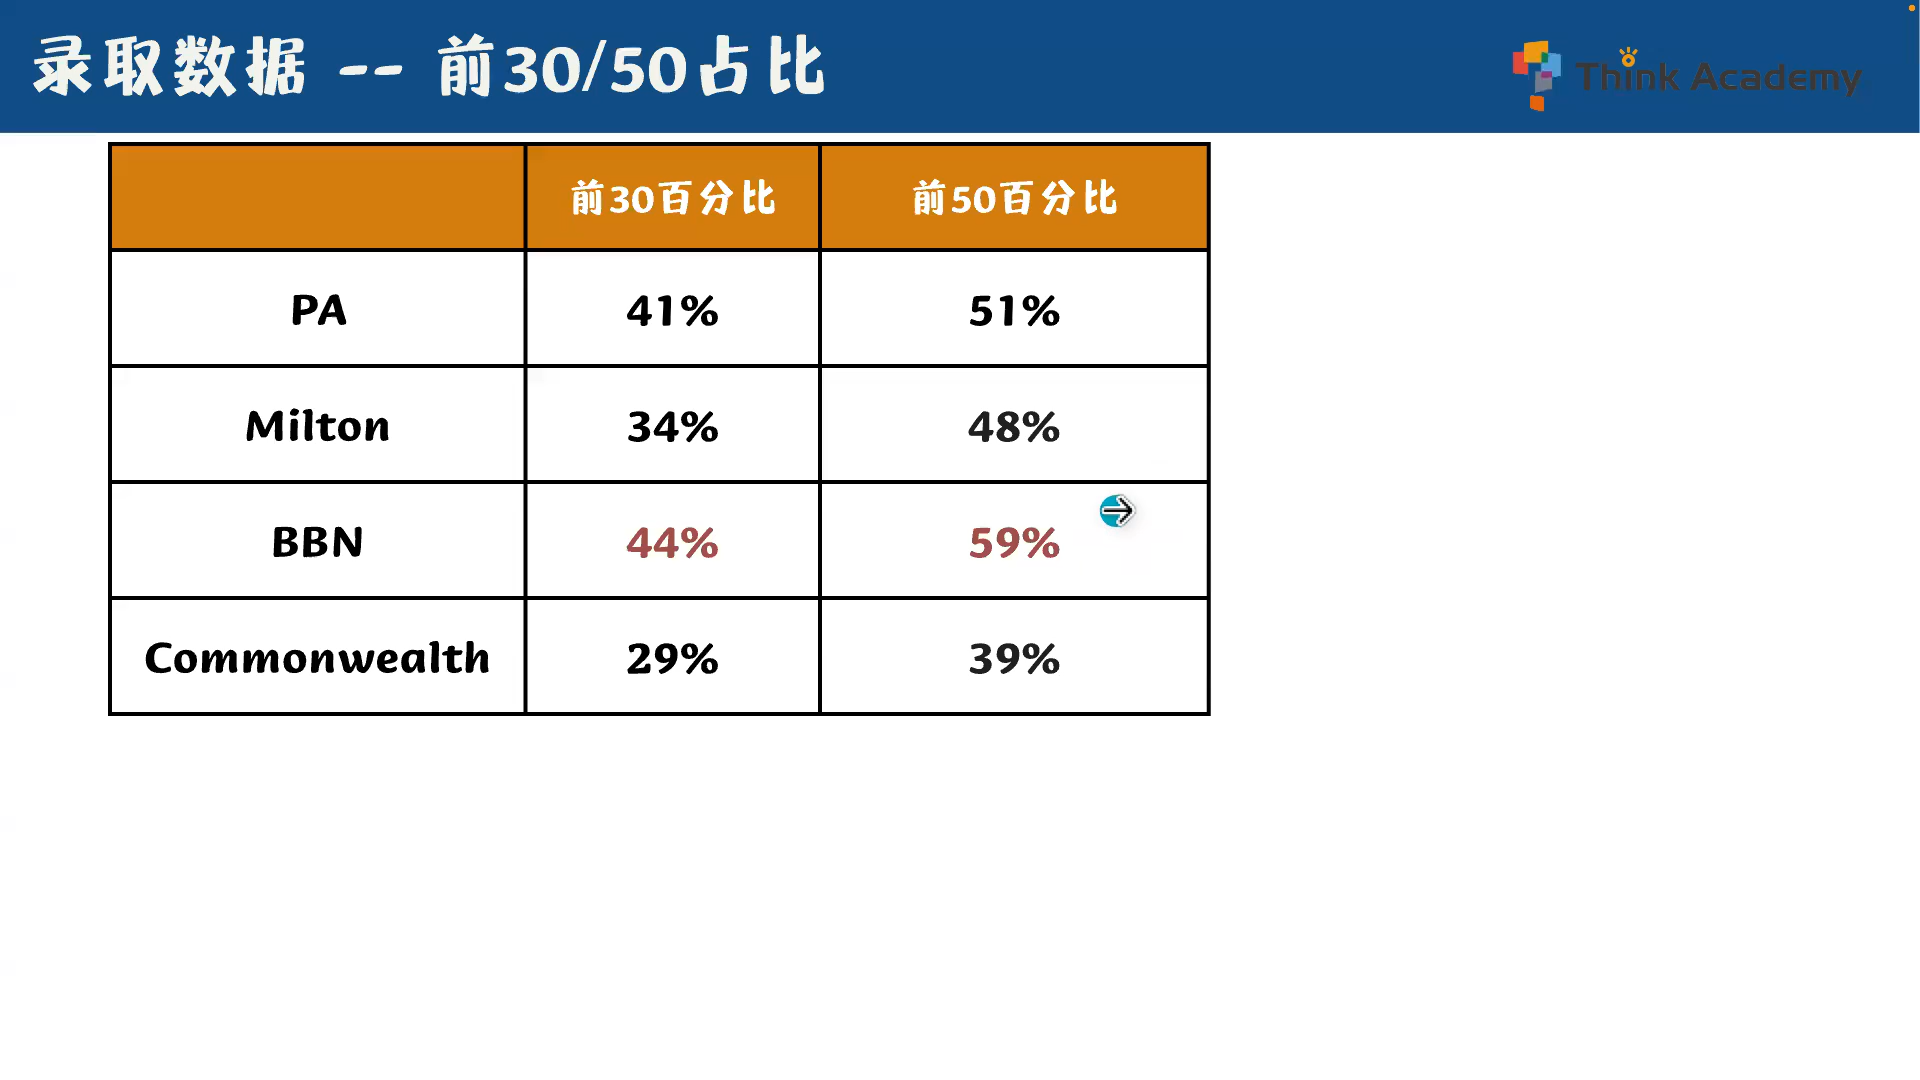 录取数据 -- 前30/50占比
Think Academy
前30百分比 前50百分比
PA 41% 51%
Milton 34% 48%
BBN 44% 59%
Commonwealth 29% 39%